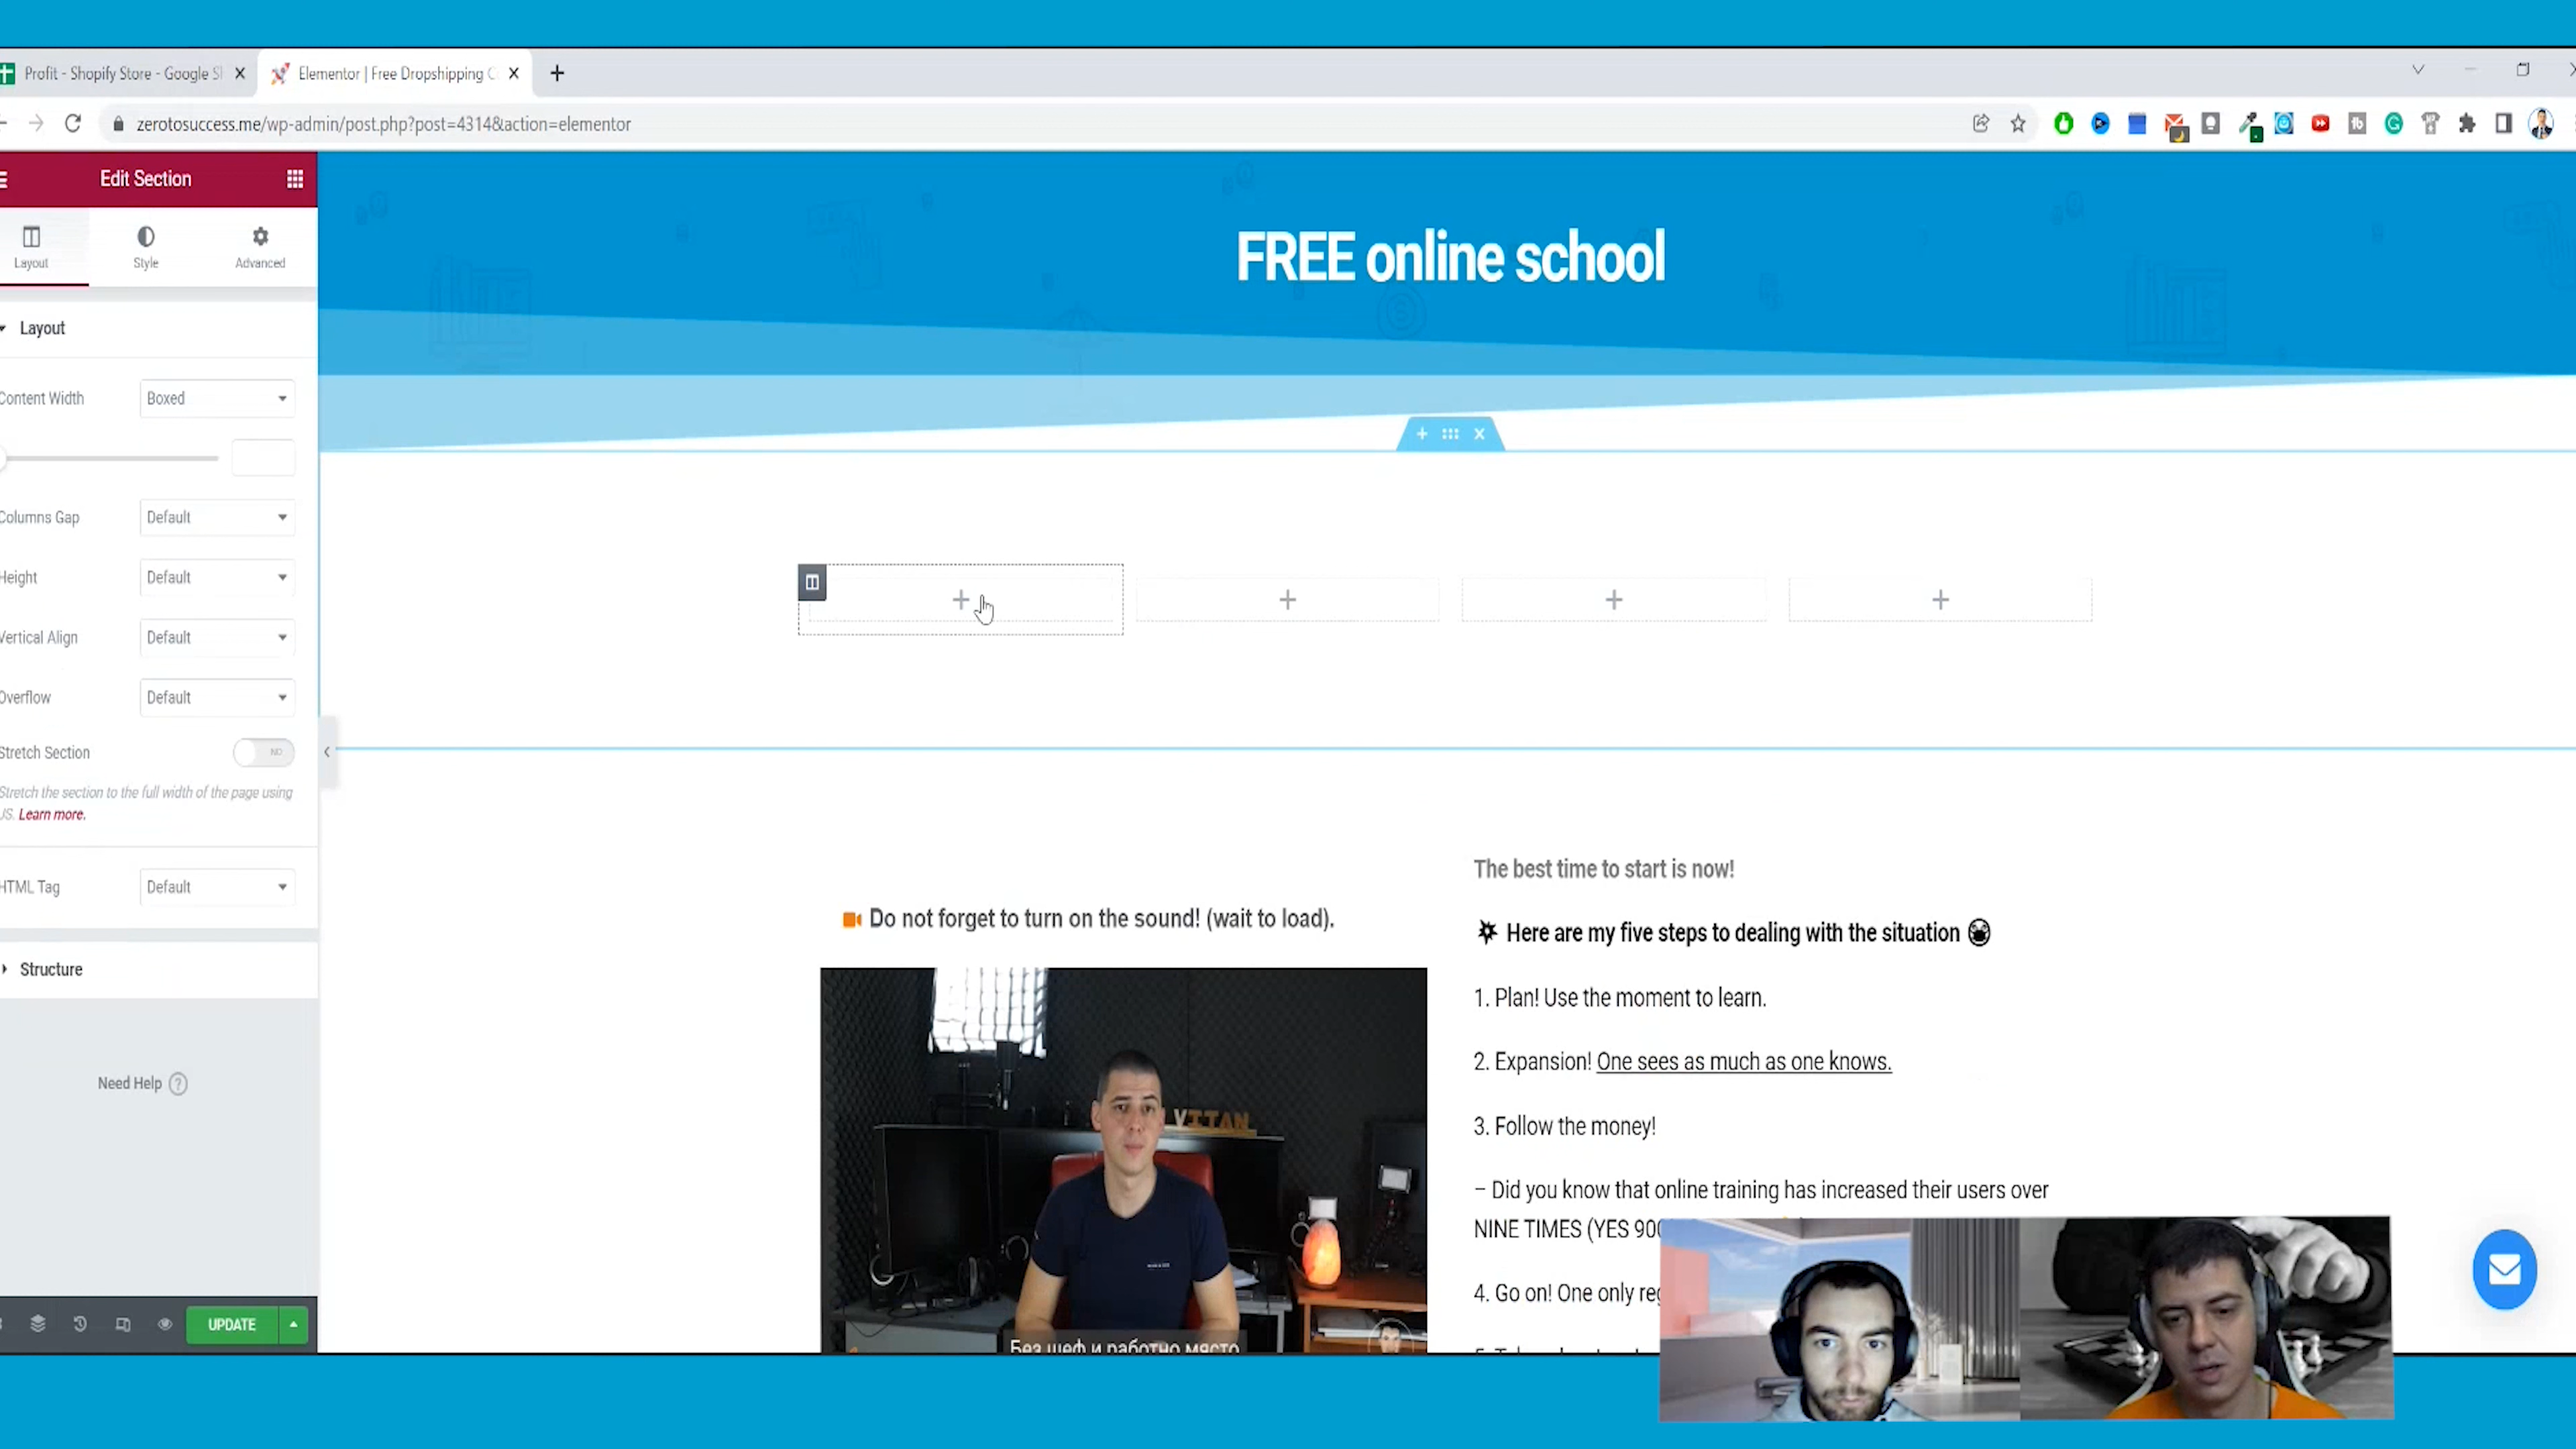 Profit - Shopify Store - Google
Elementor | Free Dropshipping
zerotosuccess.me/wp-admin/post.php?post=4314&action=elementor
Edit Section
Layout
Style
Advanced
Layout
Content Width
Boxed
Columns Gap
Default
Height
Default
Vertical Align
Default
Overflow
Default
Stretch Section
NO
Stretch the section to the full width of the page using
JS. Learn more.
HTML Tag
Default
Structure
Need Help
UPDATE
FREE online school
Do not forget to turn on the sound! (wait to load).
VITAN
Без шеф и работно място
The best time to start is now!
Here are my five steps to dealing with the situation
1. Plan! Use the moment to learn.
2. Expansion! One sees as much as one knows.
3. Follow the money!
– Did you know that online training has increased their users over
NINE TIMES (YES 900
4. Go on! One only